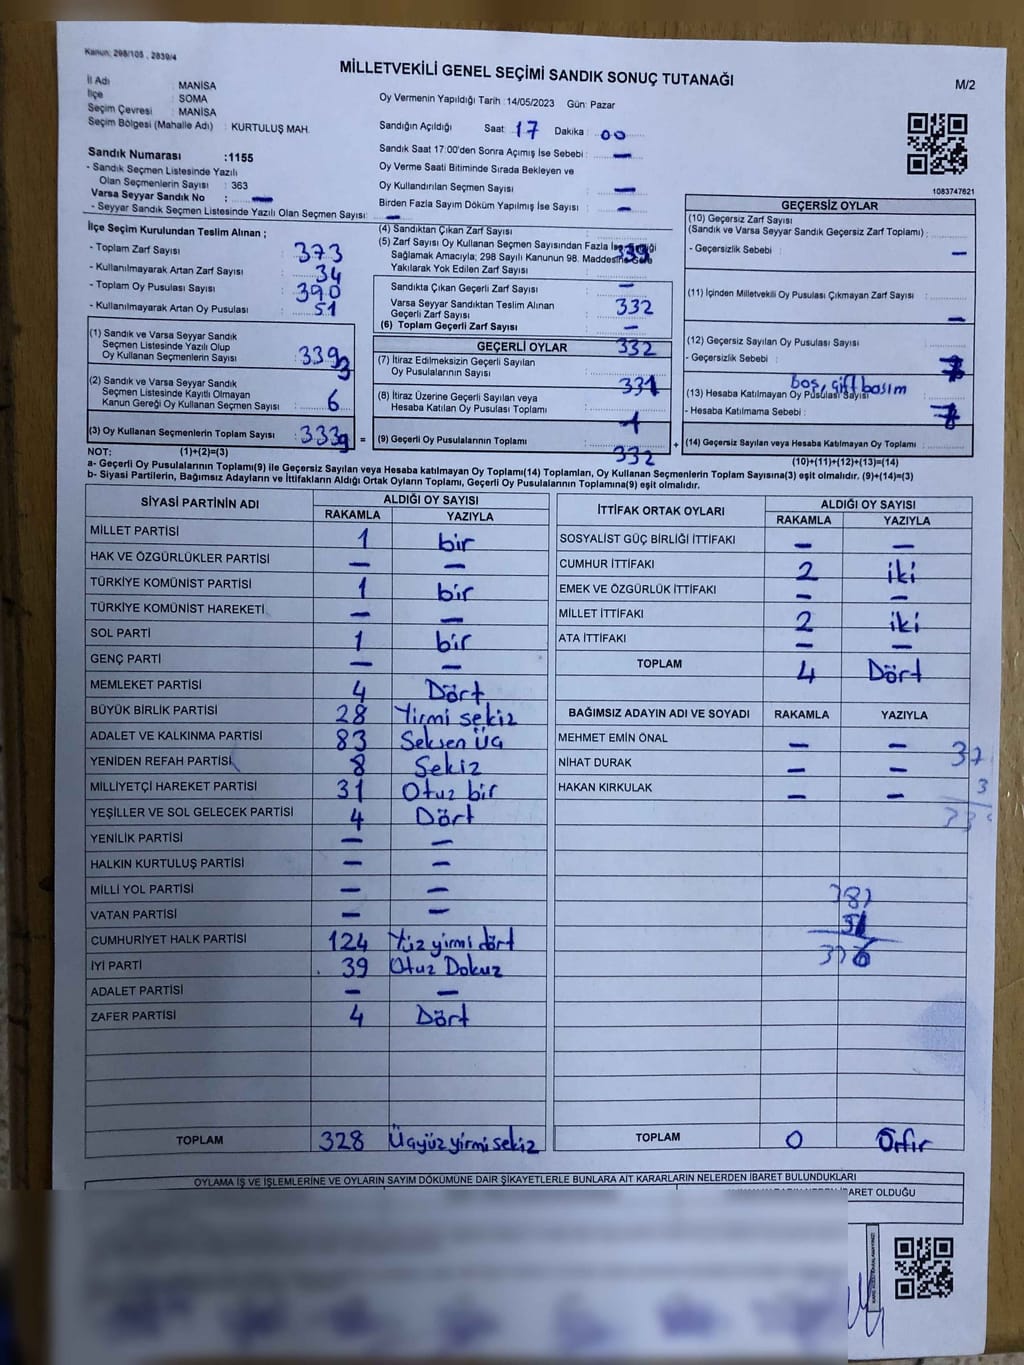 Kanun: 298/105 , 2839/4
MİLLETVEKİLİ GENEL SEÇİMİ SANDIK SONUÇ TUTANAĞI
M/2
İl Adı : MANİSA
İlçe : SOMA
Seçim Çevresi : MANİSA
Seçim Bölgesi (Mahalle Adı) : KURTULUŞ MAH.
Oy Vermenin Yapıldığı Tarih :14/05/2023 Gün: Pazar
Sandığın Açıldığı Saat: 17 Dakika : 00
Sandık Saat 17:00'den Sonra Açımış İse Sebebi : —
Oy Verme Saati Bitiminde Sırada Bekleyen ve
Oy Kullandırılan Seçmen Sayısı : —
Birden Fazla Sayım Döküm Yapılmış İse Sayısı : —
Sandık Numarası :1155
- Sandık Seçmen Listesinde Yazılı
Olan Seçmenlerin Sayısı : 363
Varsa Seyyar Sandık No : —
- Seyyar Sandık Seçmen Listesinde Yazılı Olan Seçmen Sayısı: —
1083747621
İlçe Seçim Kurulundan Teslim Alınan ;
- Toplam Zarf Sayısı : 373
- Kullanılmayarak Artan Zarf Sayısı : 34
- Toplam Oy Pusulası Sayısı : 390
- Kullanılmayarak Artan Oy Pusulası : 51
(1) Sandık ve Varsa Seyyar Sandık
Seçmen Listesinde Yazılı Olup
Oy Kullanan Seçmenlerin Sayısı
(2) Sandık ve Varsa Seyyar Sandık
Seçmen Listesinde Kayıtlı Olmayan
Kanun Gereği Oy Kullanan Seçmen Sayısı : 6
(3) Oy Kullanan Seçmenlerin Toplam Sayısı
(4) Sandıktan Çıkan Zarf Sayısı
(5) Zarf Sayısı Oy Kullanan Seçmen Sayısından Fazla
Sağlamak Amacıyla; 298 Sayılı Kanunun 98. Maddesine Göre
Yakılarak Yok Edilen Zarf Sayısı : —
Sandıkta Çıkan Geçerli Zarf Sayısı : 332
Varsa Seyyar Sandıktan Teslim Alınan
Geçerli Zarf Sayısı : —
(6) Toplam Geçerli Zarf Sayısı : 332
GEÇERLİ OYLAR
(7) İtiraz Edilmeksizin Geçerli Sayılan
Oy Pusulalarının Sayısı : 331
(8) İtiraz Üzerine Geçerli Sayılan veya
Hesaba Katılan Oy Pusulası Toplamı : 1
= (9) Geçerli Oy Pusulalarının Toplamı : 332
GEÇERSİZ OYLAR
(10) Geçersiz Zarf Sayısı
(Sandık ve Varsa Seyyar Sandık Geçersiz Zarf Toplamı) :
- Geçersizlik Sebebi : —
(11) İçinden Milletvekili Oy Pusulası Çıkmayan Zarf Sayısı : —
(12) Geçersiz Sayılan Oy Pusulası Sayısı :
- Geçersizlik Sebebi : boş, çift basım
(13) Hesaba Katılmayan Oy Pusulası Sayısı
- Hesaba Katılmama Sebebi :
+ (14) Geçersiz Sayılan veya Hesaba Katılmayan Oy Toplamı :
NOT: (1)+(2)=(3)
(10)+(11)+(12)+(13)=(14)
a- Geçerli Oy Pusulalarının Toplamı(9) ile Geçersiz Sayılan veya Hesaba katılmayan Oy Toplamı(14) Toplamları, Oy Kullanan Seçmenlerin Toplam Sayısına(3) eşit olmalıdır. (9)+(14)=(3)
b- Siyasi Partilerin, Bağımsız Adayların ve İttifakların Aldığı Ortak Oyların Toplamı, Geçerli Oy Pusulalarının Toplamına(9) eşit olmalıdır.
SİYASİ PARTİNİN ADI ALDIĞI OY SAYISI
RAKAMLA YAZIYLA
MİLLET PARTİSİ 1 bir
HAK VE ÖZGÜRLÜKLER PARTİSİ — —
TÜRKİYE KOMÜNİST PARTİSİ 1 bir
TÜRKİYE KOMÜNİST HAREKETİ — —
SOL PARTİ 1 bir
GENÇ PARTİ — —
MEMLEKET PARTİSİ 4 Dört
BÜYÜK BİRLİK PARTİSİ 28 Yirmi sekiz
ADALET VE KALKINMA PARTİSİ 83 Seksen üç
YENİDEN REFAH PARTİSİ 8 Sekiz
MİLLİYETÇİ HAREKET PARTİSİ 31 Otuz bir
YEŞİLLER VE SOL GELECEK PARTİSİ 4 Dört
YENİLİK PARTİSİ — —
HALKIN KURTULUŞ PARTİSİ — —
MİLLİ YOL PARTİSİ — —
VATAN PARTİSİ — —
CUMHURİYET HALK PARTİSİ 124 Yüz yirmi dört
İYİ PARTİ 39 Otuz Dokuz
ADALET PARTİSİ — —
ZAFER PARTİSİ 4 Dört
TOPLAM 328 Üçyüz yirmi sekiz
İTTİFAK ORTAK OYLARI ALDIĞI OY SAYISI
RAKAMLA YAZIYLA
SOSYALİST GÜÇ BİRLİĞİ İTTİFAKI — —
CUMHUR İTTİFAKI 2 iki
EMEK VE ÖZGÜRLÜK İTTİFAKI — —
MİLLET İTTİFAKI 2 iki
ATA İTTİFAKI — —
TOPLAM 4 Dört
BAĞIMSIZ ADAYIN ADI VE SOYADI RAKAMLA YAZIYLA
MEHMET EMİN ÖNAL — —
NİHAT DURAK — —
HAKAN KIRKULAK — —
TOPLAM 0 Sıfır
OYLAMA İŞ VE İŞLEMLERİNE VE OYLARIN SAYIM DÖKÜMÜNE DAİR ŞİKAYETLERLE BUNLARA AİT KARARLARIN NELERDEN İBARET BULUNDUKLARI
İBARET OLDUĞU